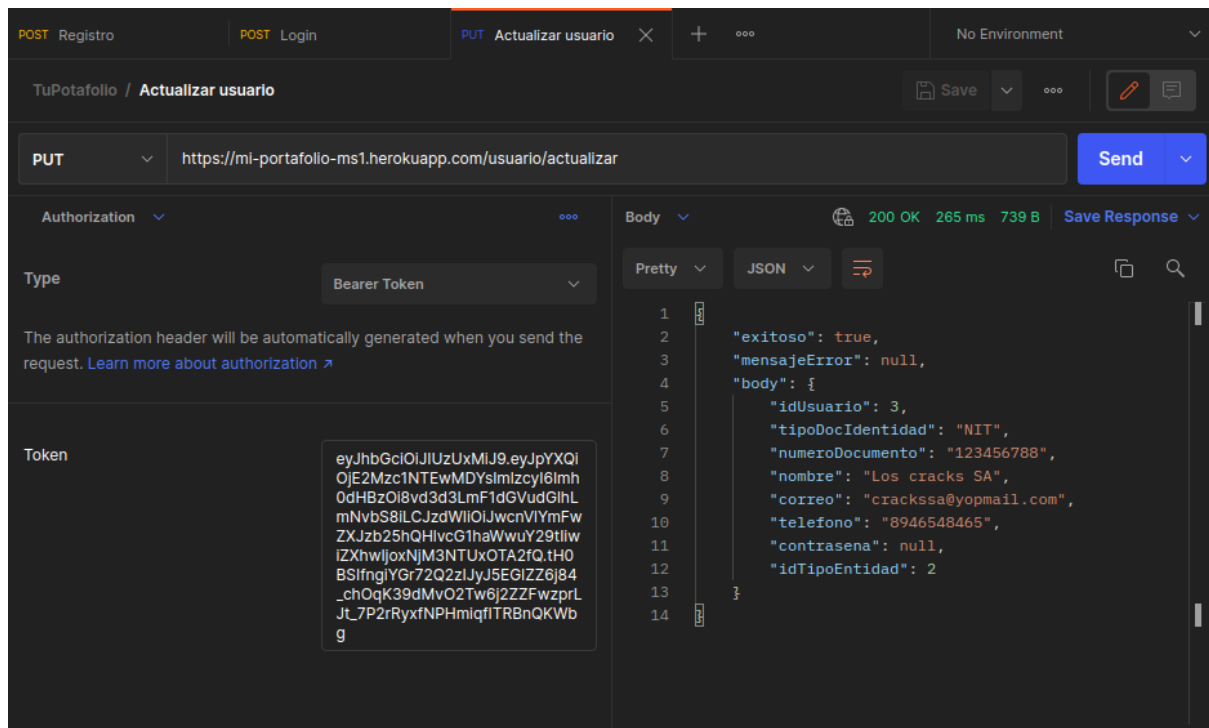 POST Registro
POST Login
PUT Actualizar usuario
No Environment
TuPotafolio / Actualizar usuario
Save
PUT
https://mi-portafolio-ms1.herokuapp.com/usuario/actualizar
Send
Authorization
Type
Bearer Token
The authorization header will be automatically generated when you send the
request. Learn more about authorization ↗
Token
eyJhbGciOiJIUzUxMiJ9.eyJpYXQi
OjE2Mzc1NTEwMDYsImlzcyI6Imh
0dHBzOi8vd3d3LmF1dGVudGlhL
mNvbS8iLCJzdWIiOiJwcnVlYmFw
ZXJzb25hQHlvcG1haWwuY29tIiw
iZXhwIjoxNjM3NTUxOTA2fQ.tH0
BSIfngiYGr72Q2zIJyJ5EGIZZ6j84
_chOqK39dMvO2Tw6j2ZZFwzprL
Jt_7P2rRyxfNPHmiqfITRBnQKWb
g
Body
200 OK 265 ms 739 B Save Response
Pretty
JSON
1 {
2 "exitoso": true,
3 "mensajeError": null,
4 "body": {
5 "idUsuario": 3,
6 "tipoDocIdentidad": "NIT",
7 "numeroDocumento": "123456788",
8 "nombre": "Los cracks SA",
9 "correo": "crackssa@yopmail.com",
10 "telefono": "8946548465",
11 "contrasena": null,
12 "idTipoEntidad": 2
13 }
14 }